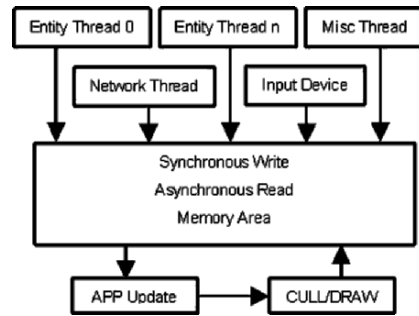 Entity Thread 0
Entity Thread n
Misc Thread
Network Thread
Input Device
Synchronous Write
Asynchronous Read
Memory Area
APP Update
CULL/DRAW